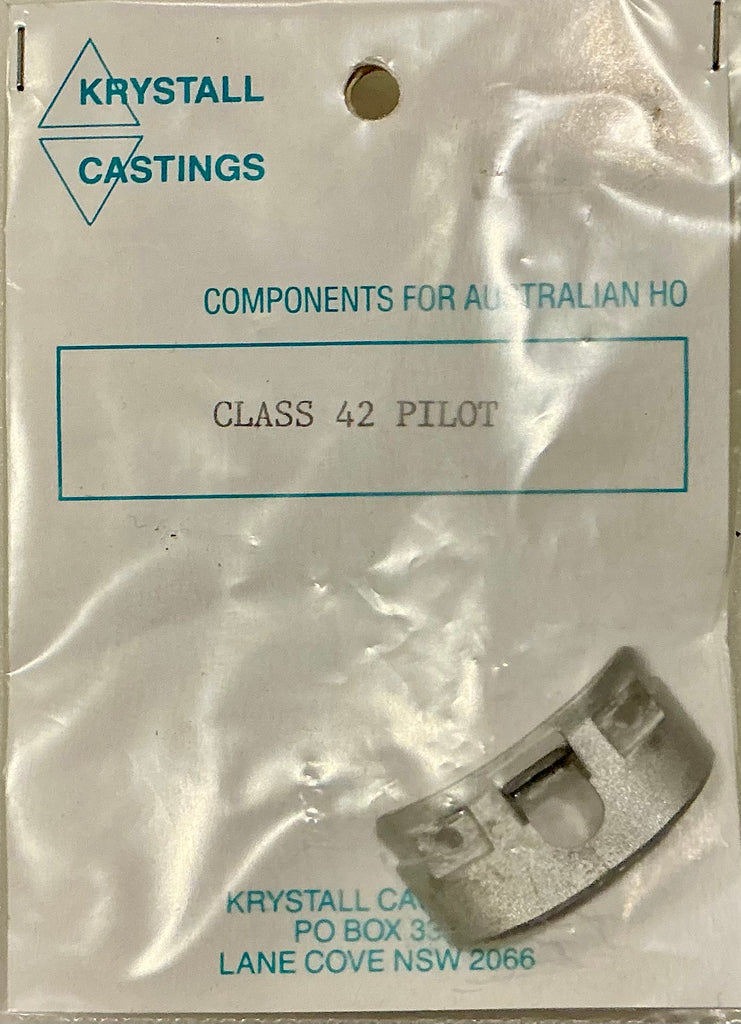 KRYSTALL
CASTINGS
COMPONENTS FOR AUSTRALIAN HO
CLASS 42 PILOT
KRYSTALL
PO BOX
LANE COVE NSW 2066